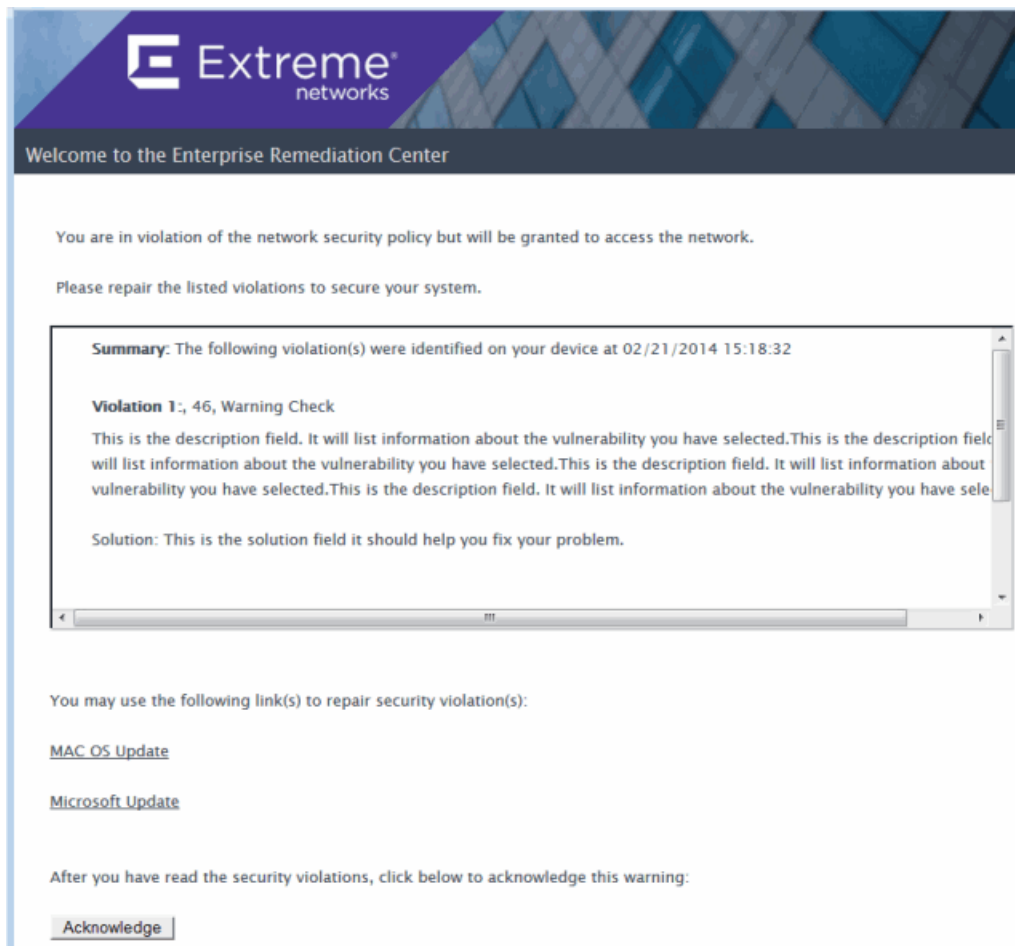 Extreme®
networks
Welcome to the Enterprise Remediation Center
You are in violation of the network security policy but will be granted to access the network.
Please repair the listed violations to secure your system.
Summary: The following violation(s) were identified on your device at 02/21/2014 15:18:32
Violation 1:, 46, Warning Check
This is the description field. It will list information about the vulnerability you have selected.This is the description
will list information about the vulnerability you have selected.This is the description field. It will list information about
vulnerability you have selected.This is the description field. It will list information about the vulnerability you have
Solution: This is the solution field it should help you fix your problem.
You may use the following link(s) to repair security violation(s):
MAC OS Update
Microsoft Update
After you have read the security violations, click below to acknowledge this warning:
Acknowledge